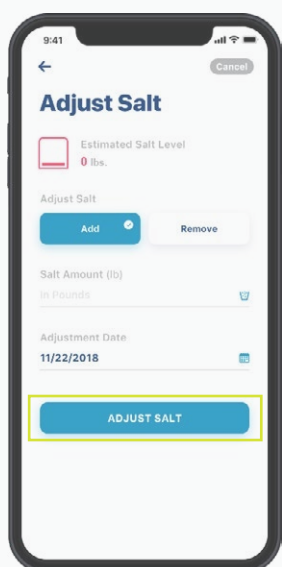 9:41
Cancel
Adjust Salt
Estimated Salt Level
0 lbs.
Adjust Salt
Add Remove
Salt Amount (lb)
In Pounds
Adjustment Date
11/22/2018
ADJUST SALT